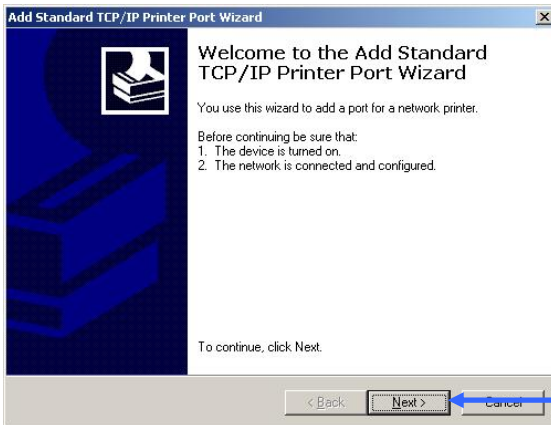 Add Standard TCP/IP Printer Port Wizard
Welcome to the Add Standard
TCP/IP Printer Port Wizard
You use this wizard to add a port for a network printer.
Before continuing be sure that:
1. The device is turned on.
2. The network is connected and configured.
To continue, click Next.
< Back Next > Cancel